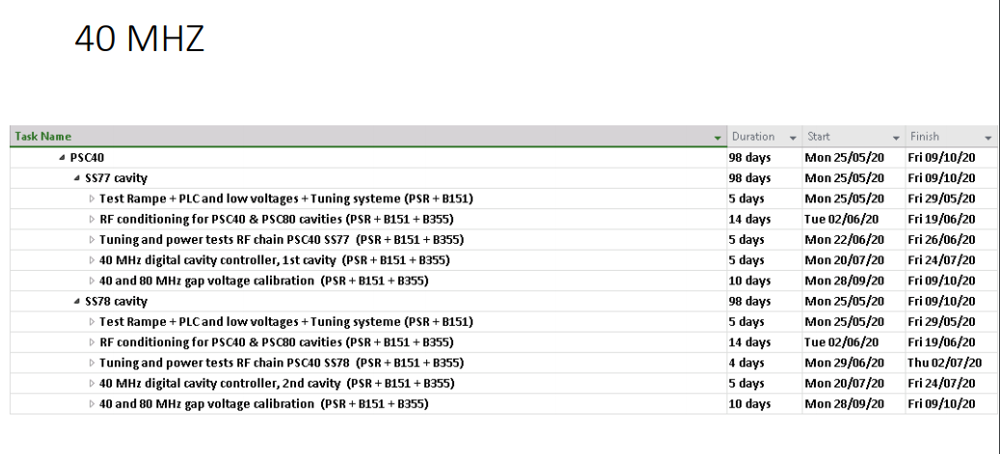 40 MHZ
Task Name Duration Start Finish
PSC40 98 days Mon 25/05/20 Fri 09/10/20
SS77 cavity 98 days Mon 25/05/20 Fri 09/10/20
Test Rampe + PLC and low voltages + Tuning systeme (PSR + B151) 5 days Mon 25/05/20 Fri 29/05/20
RF conditioning for PSC40 & PSC80 cavities (PSR + B151 + B355) 14 days Tue 02/06/20 Fri 19/06/20
Tuning and power tests RF chain PSC40 SS77 (PSR + B151 + B355) 5 days Mon 22/06/20 Fri 26/06/20
40 MHz digital cavity controller, 1st cavity (PSR + B151 + B355) 5 days Mon 20/07/20 Fri 24/07/20
40 and 80 MHz gap voltage calibration (PSR + B151 + B355) 10 days Mon 28/09/20 Fri 09/10/20
SS78 cavity 98 days Mon 25/05/20 Fri 09/10/20
Test Rampe + PLC and low voltages + Tuning systeme (PSR + B151) 5 days Mon 25/05/20 Fri 29/05/20
RF conditioning for PSC40 & PSC80 cavities (PSR + B151 + B355) 14 days Tue 02/06/20 Fri 19/06/20
Tuning and power tests RF chain PSC40 SS78 (PSR + B151 + B355) 4 days Mon 29/06/20 Thu 02/07/20
40 MHz digital cavity controller, 2nd cavity (PSR + B151 + B355) 5 days Mon 20/07/20 Fri 24/07/20
40 and 80 MHz gap voltage calibration (PSR + B151 + B355) 10 days Mon 28/09/20 Fri 09/10/20